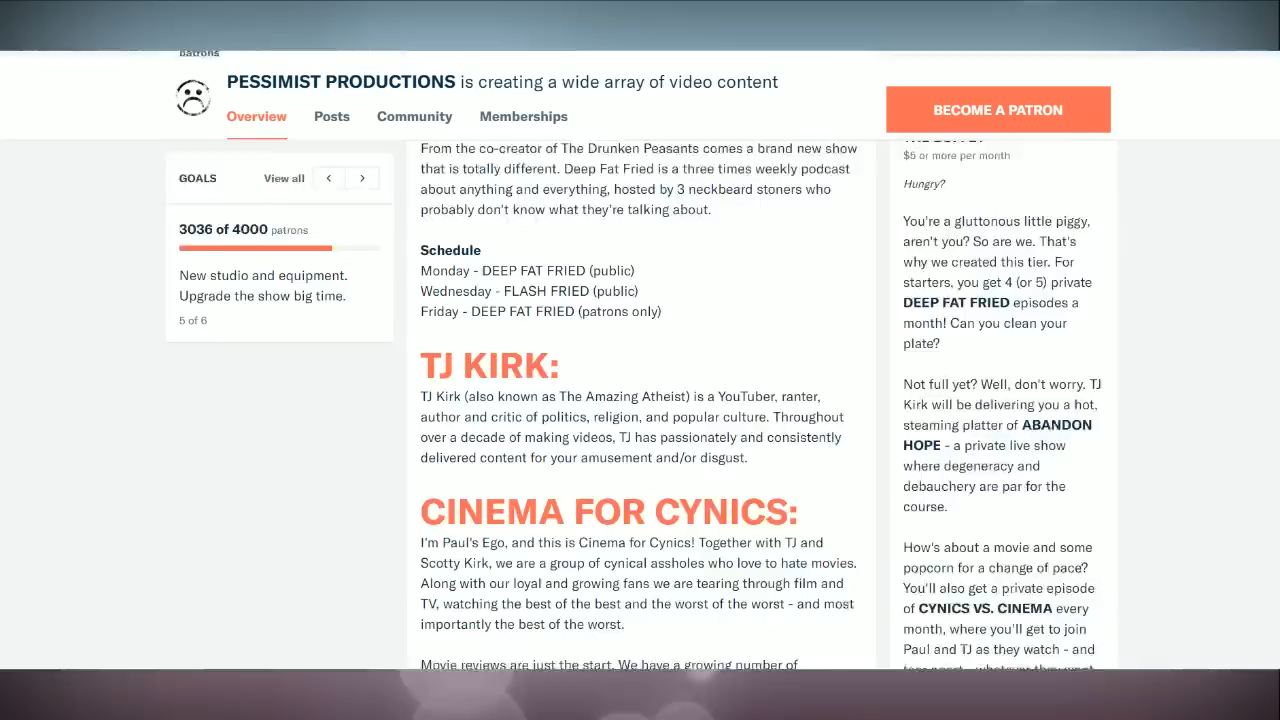 patrons
PESSIMIST PRODUCTIONS is creating a wide array of video content
Overview Posts Community Memberships
BECOME A PATRON
GOALS View all
3036 of 4000 patrons
New studio and equipment.
Upgrade the show big time.
5 of 6
From the co-creator of The Drunken Peasants comes a brand new show
that is totally different. Deep Fat Fried is a three times weekly podcast
about anything and everything, hosted by 3 neckbeard stoners who
probably don't know what they're talking about.
Schedule
Monday - DEEP FAT FRIED (public)
Wednesday - FLASH FRIED (public)
Friday - DEEP FAT FRIED (patrons only)
TJ KIRK:
TJ Kirk (also known as The Amazing Atheist) is a YouTuber, ranter,
author and critic of politics, religion, and popular culture. Throughout
over a decade of making videos, TJ has passionately and consistently
delivered content for your amusement and/or disgust.
CINEMA FOR CYNICS:
I'm Paul's Ego, and this is Cinema for Cynics! Together with TJ and
Scotty Kirk, we are a group of cynical assholes who love to hate movies.
Along with our loyal and growing fans we are tearing through film and
TV, watching the best of the best and the worst of the worst - and most
importantly the best of the worst.
Movie reviews are just the start. We have a growing number of
$5 or more per month
Hungry?
You're a gluttonous little piggy,
aren't you? So are we. That's
why we created this tier. For
starters, you get 4 (or 5) private
DEEP FAT FRIED episodes a
month! Can you clean your
plate?
Not full yet? Well, don't worry. TJ
Kirk will be delivering you a hot,
steaming platter of ABANDON
HOPE - a private live show
where degeneracy and
debauchery are par for the
course.
How's about a movie and some
popcorn for a change of pace?
You'll also get a private episode
of CYNICS VS. CINEMA every
month, where you'll get to join
Paul and TJ as they watch - and